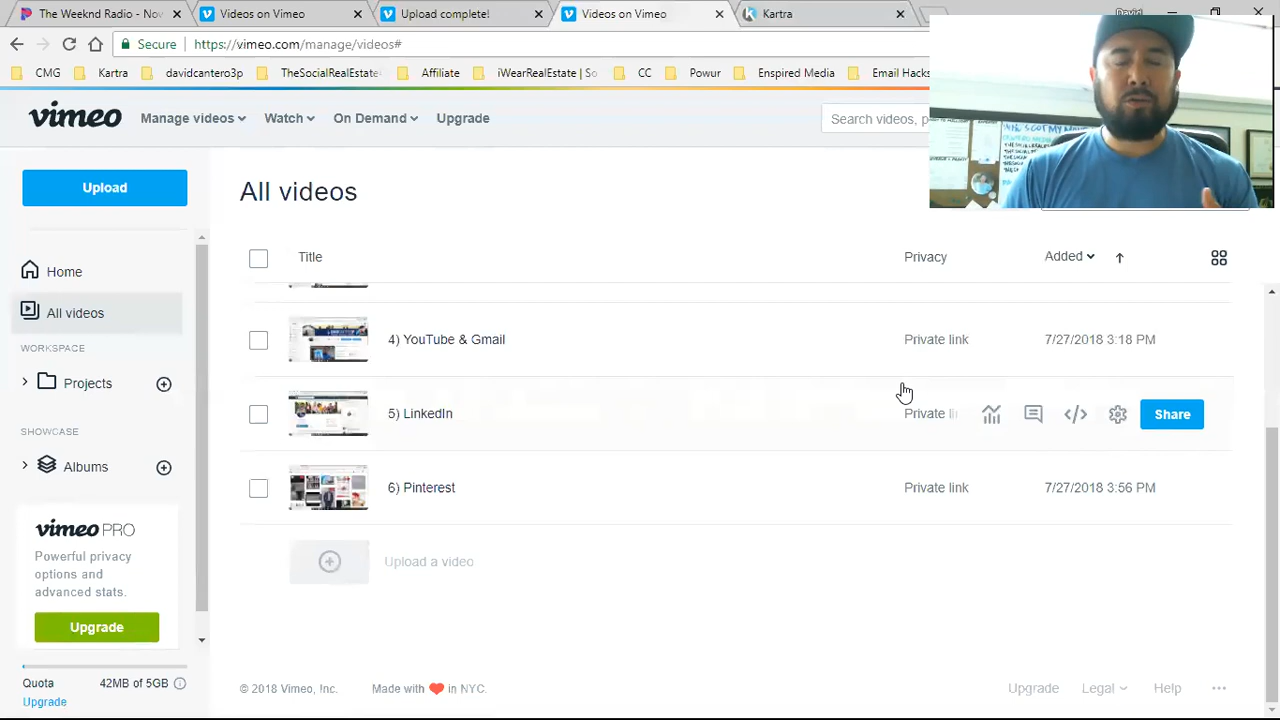 The Weeknd Radio - Nov
Videos on Vimeo
Upload complete!
Videos on Vimeo
Kartra
David
Secure
https://vimeo.com/manage/videos#
CMG
Kartra
davidcantero.p
TheSocialRealEstate
Affiliate
iWearRealEstate | So
CC
Powur
Enspired Media
Email Hacks
vimeo
Manage videos
Watch
On Demand
Upgrade
Search videos, p
Upload
All videos
Title
Privacy
Added
Home
All videos
WORKSPACE
Projects
SHOWCASE
Albums
4) YouTube & Gmail
Private link
7/27/2018 3:18 PM
5) LinkedIn
Private li
Share
6) Pinterest
Private link
7/27/2018 3:56 PM
Upload a video
vimeo PRO
Powerful privacy
options and
advanced stats.
Upgrade
Quota
42MB of 5GB
Upgrade
© 2018 Vimeo, Inc.
Made with
in NYC.
Upgrade
Legal
Help